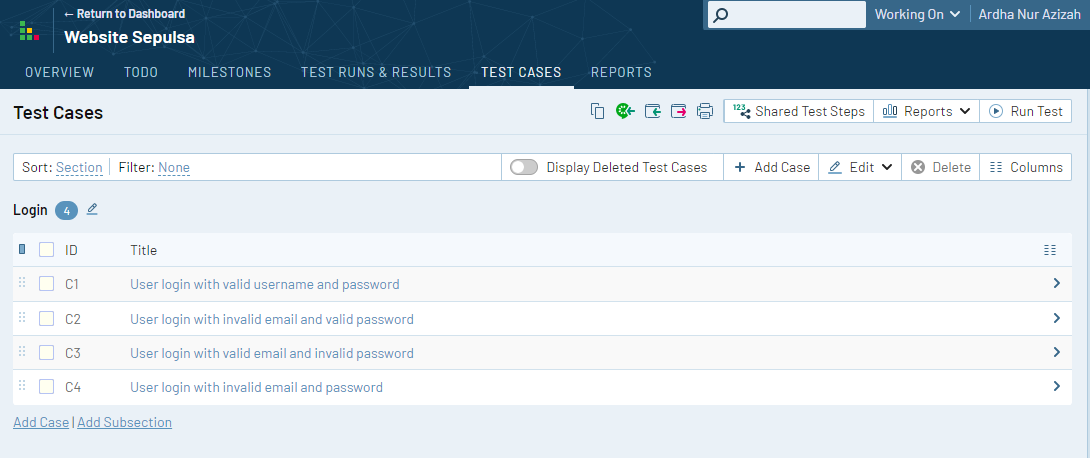 ← Return to Dashboard
Working On
Ardha Nur Azizah
Website Sepulsa
OVERVIEW TODO MILESTONES TEST RUNS & RESULTS TEST CASES REPORTS
Test Cases
123 Shared Test Steps Reports Run Test
Sort: Section Filter: None Display Deleted Test Cases + Add Case Edit Delete Columns
Login 4
ID Title
C1 User login with valid username and password
C2 User login with invalid email and valid password
C3 User login with valid email and invalid password
C4 User login with invalid email and password
Add Case | Add Subsection